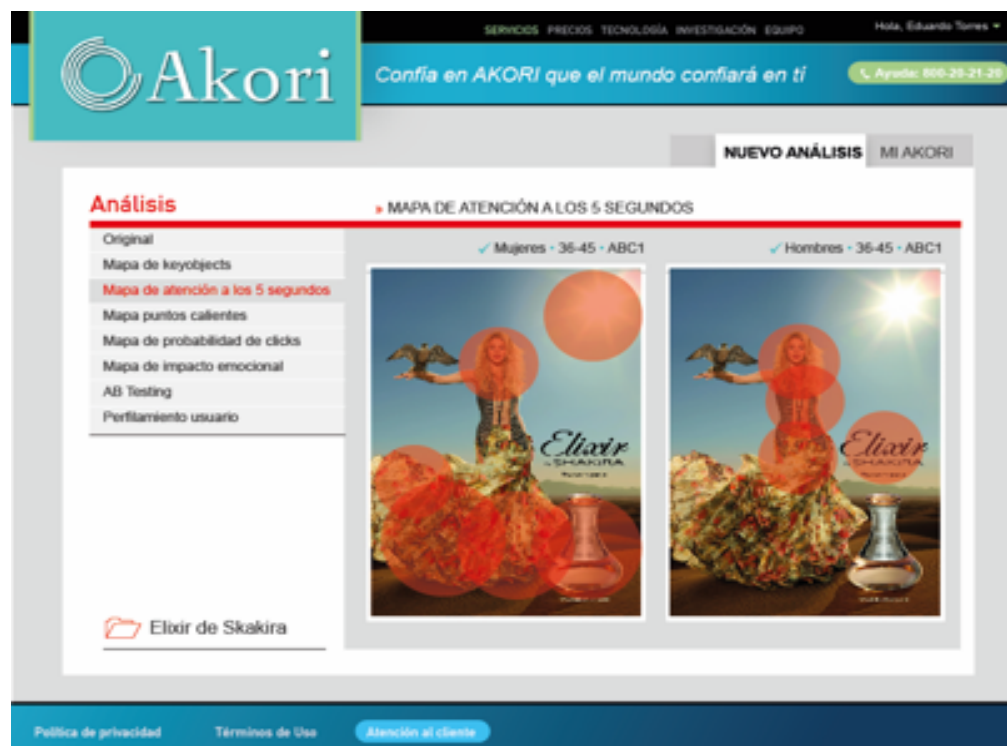 SERVICIOS PRECIOS TECNOLOGÍA INVESTIGACIÓN EQUIPO
Hola, Eduardo Torres
Akori
Confía en AKORI que el mundo confiará en tí
Ayuda: 600-20-21-20
NUEVO ANÁLISIS
MI AKORI
Análisis
» MAPA DE ATENCIÓN A LOS 5 SEGUNDOS
Original
Mapa de keyobjects
Mapa de atención a los 5 segundos
Mapa puntos calientes
Mapa de probabilidad de clicks
Mapa de impacto emocional
AB Testing
Perfilamiento usuario
✓ Mujeres • 36-45 • ABC1
✓ Hombres • 36-45 • ABC1
Elixir
SHAKIRA
Elixir
SHAKIRA
Elixir de Skakira
Política de privacidad
Términos de Uso
Atención al cliente